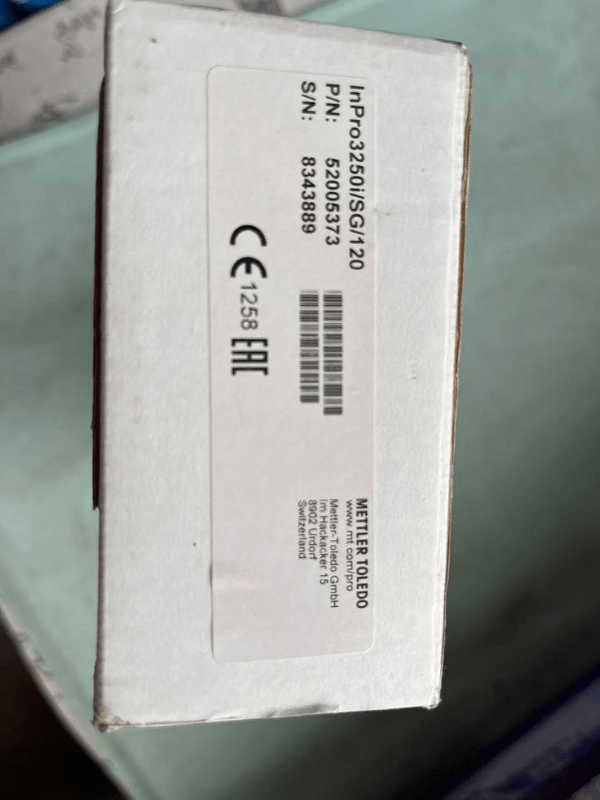 InPro3250i/SG/120
P/N: 52005373
S/N: 8343889
CE 1258 EAC
METTLER TOLEDO
www.mt.com/pro
Mettler-Toledo GmbH
Im Hackacker 15
8902 Urdorf
Switzerland